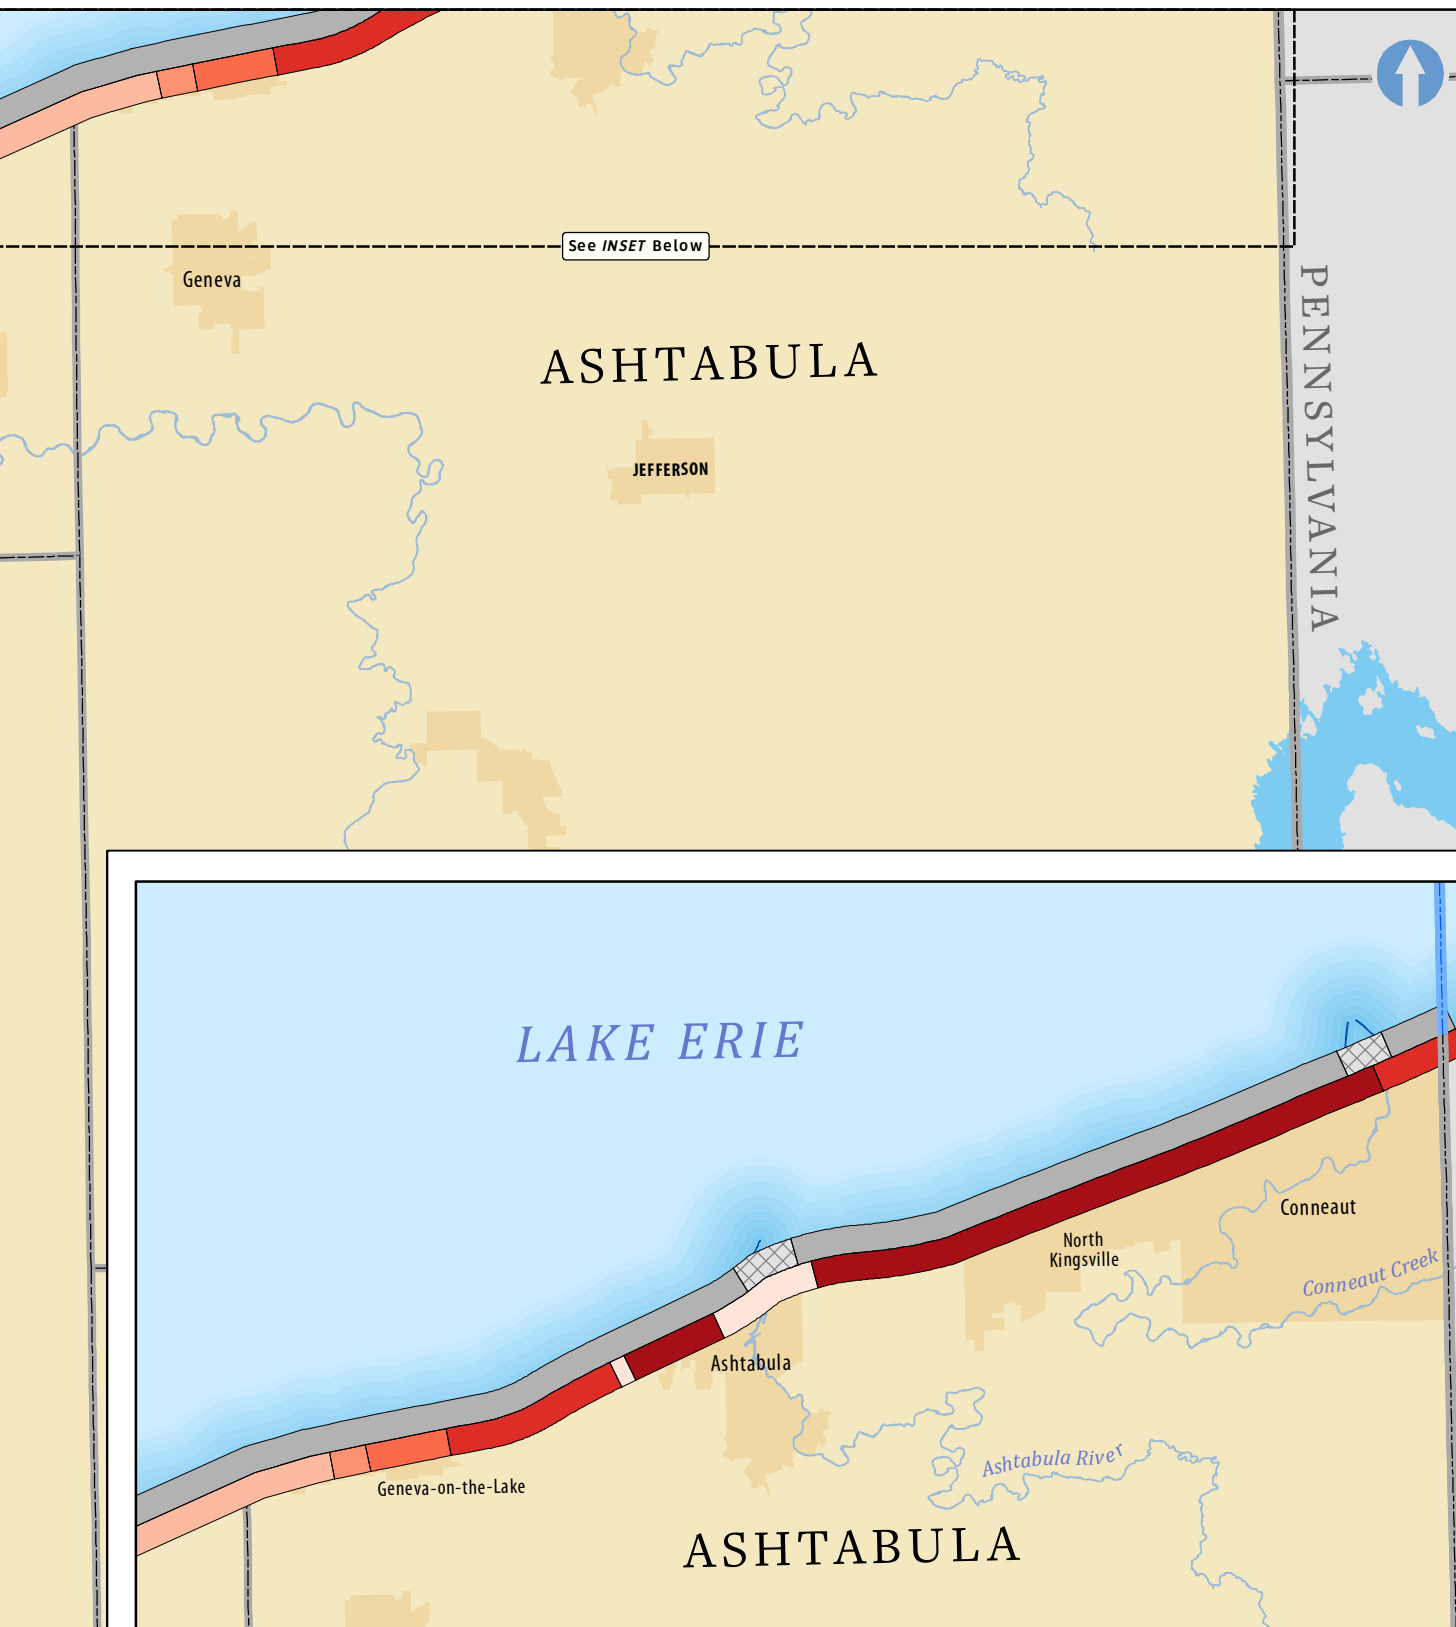 See INSET Below
Geneva
ASHTABULA
PENNSYLVANIA
JEFFERSON
LAKE ERIE
Conneaut
North
Kingsville
Conneaut Creek
Ashtabula
Ashtabula River
Geneva-on-the-Lake
ASHTABULA